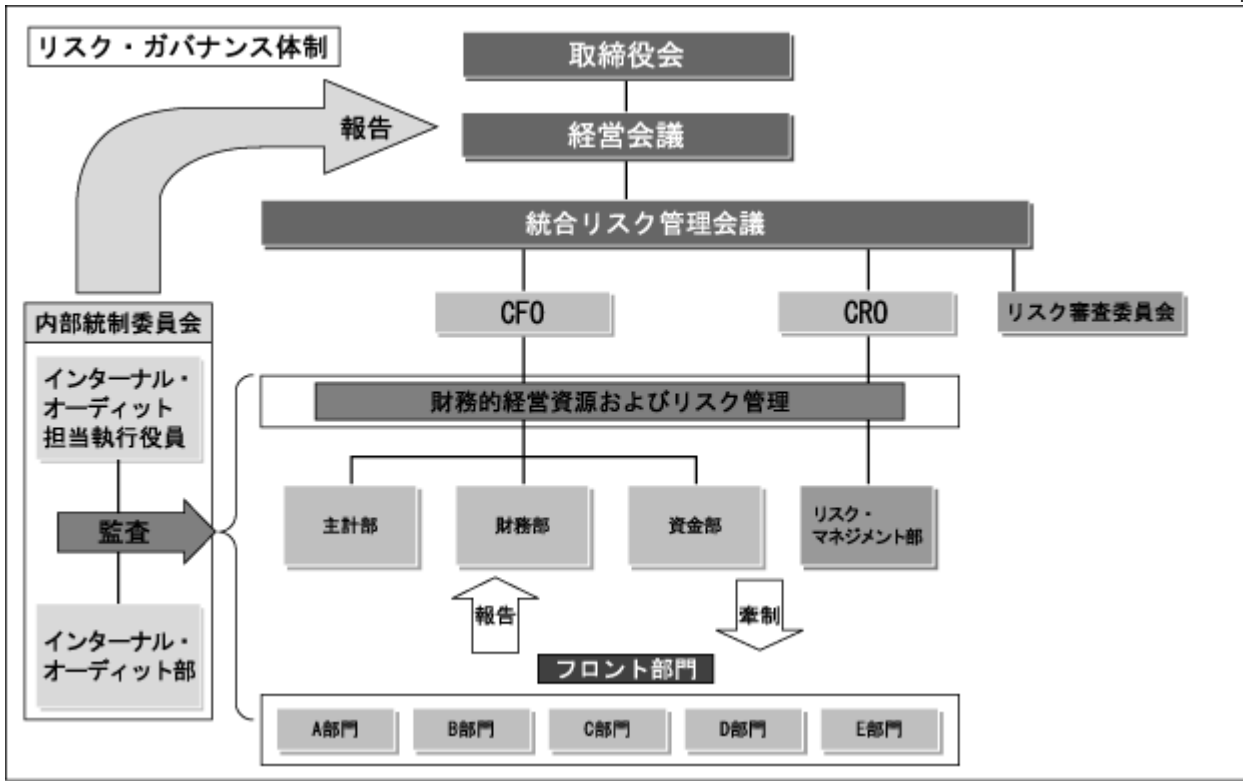 リスク・ガバナンス体制
取締役会
報告
経営会議
統合リスク管理会議
CFO
CRO
リスク審査委員会
内部統制委員会
インターナル・
オーディット
担当執行役員
監査
インターナル・
オーディット部
財務的経営資源およびリスク管理
主計部
財務部
資金部
リスク・
マネジメント部
報告
牽制
フロント部門
A部門
B部門
C部門
D部門
E部門